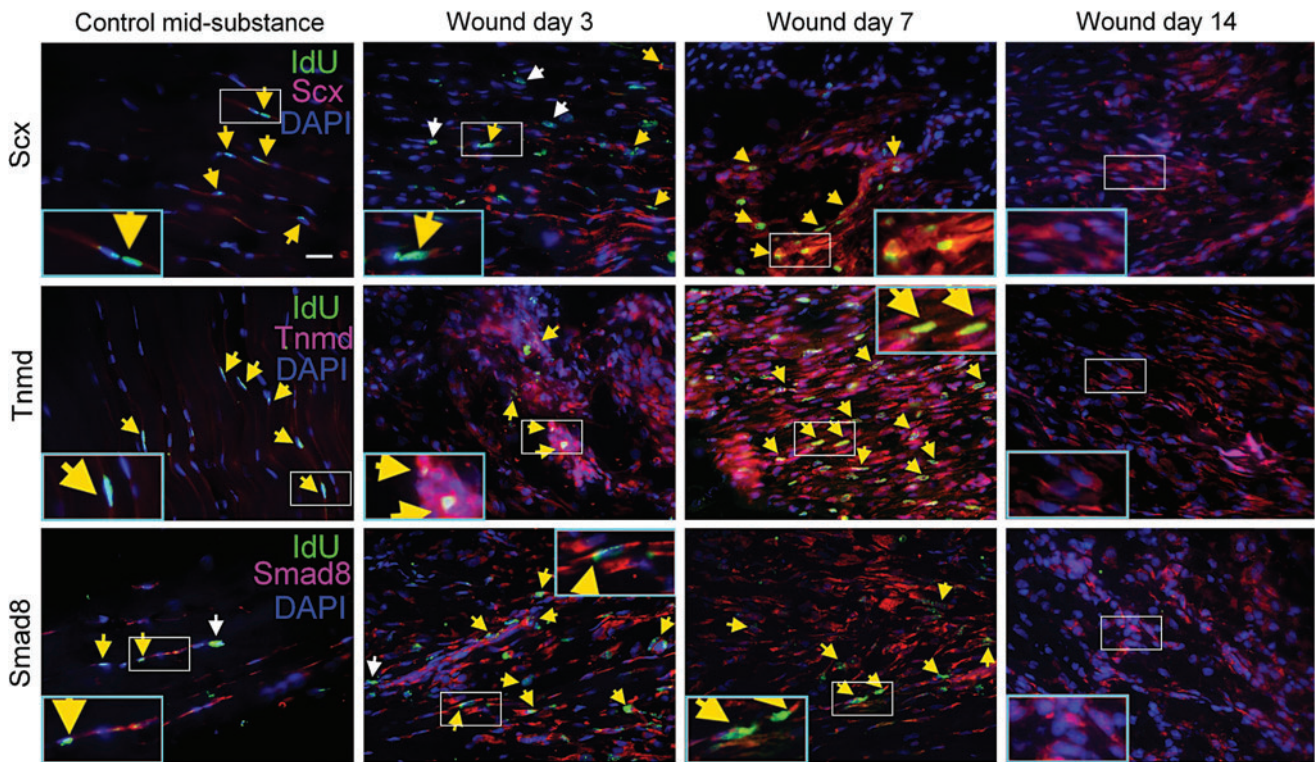 Control mid-substance
Wound day 3
Wound day 7
Wound day 14
Scx
IdU
Scx
DAPI
Tnmd
IdU
Tnmd
DAPI
Smad8
IdU
Smad8
DAPI